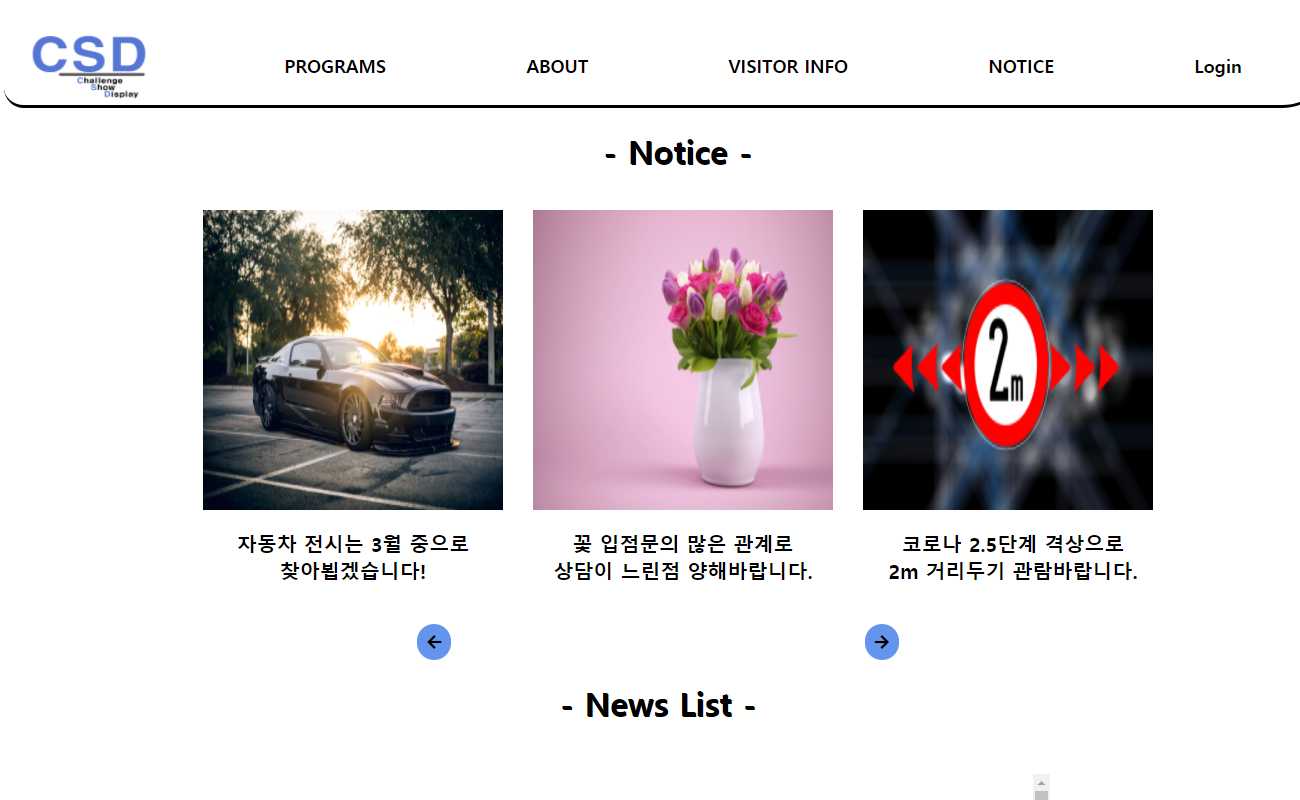 CSD
Challenge
Show
Display
PROGRAMS
ABOUT
VISITOR INFO
NOTICE
Login
- Notice -
2m
자동차 전시는 3월 중으로
찾아뵙겠습니다!
꽃 입점문의 많은 관계로
상담이 느린점 양해바랍니다.
코로나 2.5단계 격상으로
2m 거리두기 관람바랍니다.
- News List -